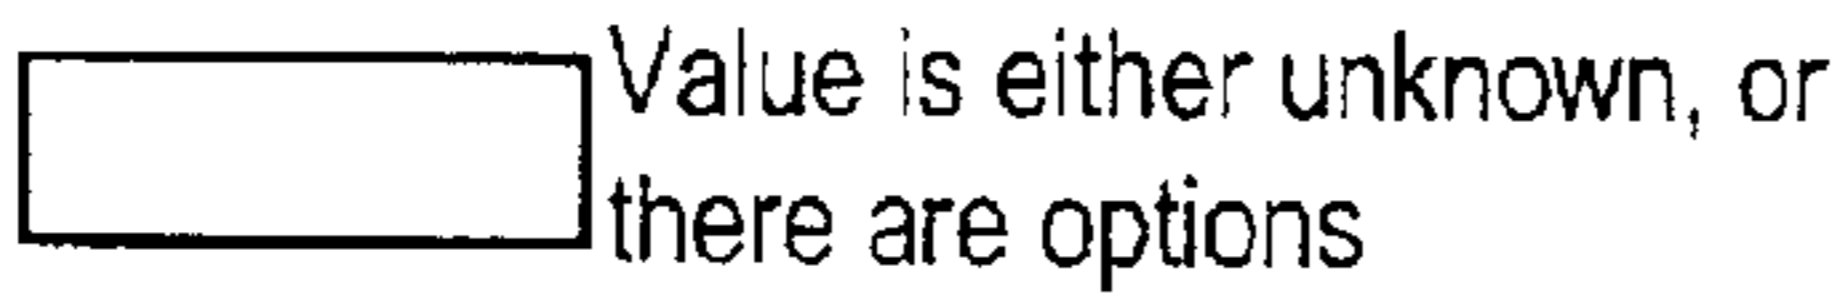 Value is either unknown, or
there are options